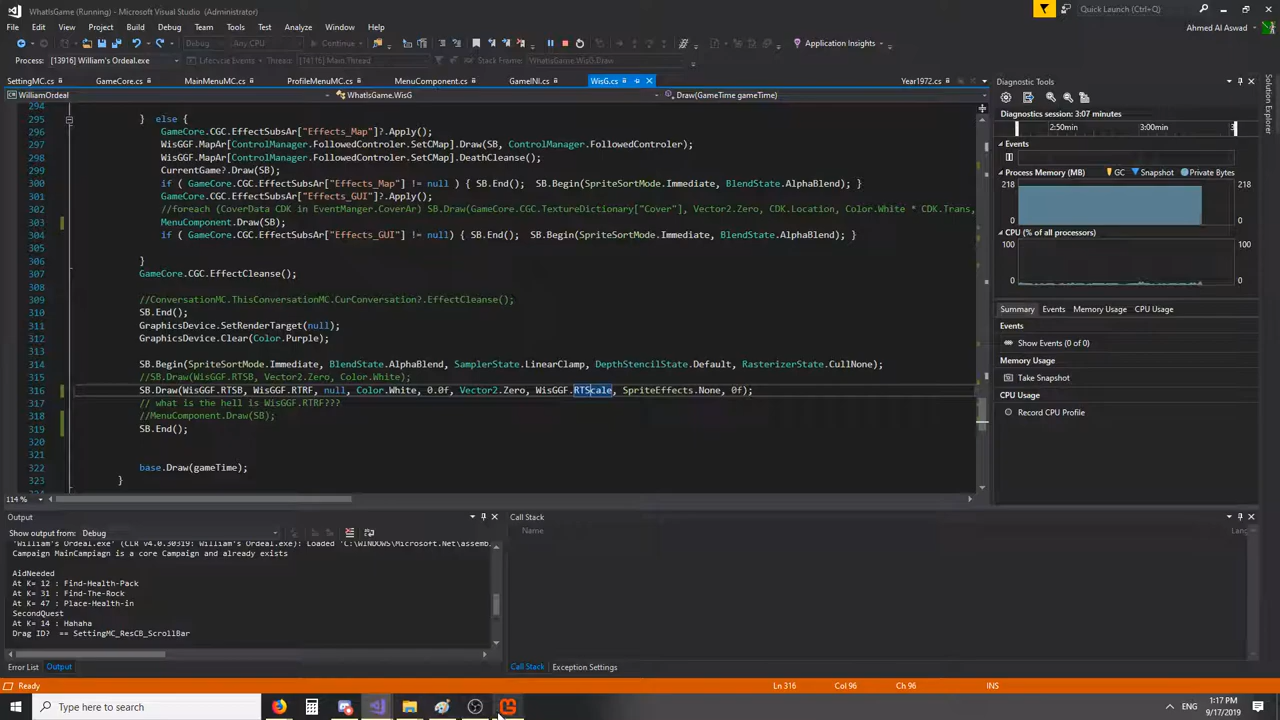 WhatIsGame (Running) - Microsoft Visual Studio (Administrator)
Quick Launch (Ctrl+Q)
File Edit View Project Build Debug Team Tools Test Analyze Window Help
Ahmed Al Aswad
Debug Any CPU Continue Application Insights
Process: [13916] William's Ordeal.exe Lifecycle Events Thread: [14116] Main Thread Stack Frame: WhatIsGame.WisG.Draw
SettingMC.cs GameCore.cs MainMenuMC.cs ProfileMenuMC.cs MenuComponent.cs GameINI.cs WisG.cs Year1972.cs
WilliamOrdeal WhatIsGame.WisG Draw(GameTime gameTime)
294
295 } else {
296 GameCore.CGC.EffectSubsAr["Effects_Map"]?.Apply();
297 WisGGF.MapAr[ControlManager.FollowedControler.SetCMap].Draw(SB, ControlManager.FollowedControler);
298 WisGGF.MapAr[ControlManager.FollowedControler.SetCMap].DeathCleanse();
299 CurrentGame?.Draw(SB);
300 if ( GameCore.CGC.EffectSubsAr["Effects_Map"] != null ) { SB.End(); SB.Begin(SpriteSortMode.Immediate, BlendState.AlphaBlend); }
301 GameCore.CGC.EffectSubsAr["Effects_GUI"]?.Apply();
302 //foreach (CoverData CDK in EventManger.CoverAr) SB.Draw(GameCore.CGC.TextureDictionary["Cover"], Vector2.Zero, CDK.Location, Color.White * CDK.Trans,
303 MenuComponent.Draw(SB);
304 if ( GameCore.CGC.EffectSubsAr["Effects_GUI"] != null) { SB.End(); SB.Begin(SpriteSortMode.Immediate, BlendState.AlphaBlend); }
305
306 }
307 GameCore.CGC.EffectCleanse();
308
309 //ConversationMC.ThisConversationMC.CurConversation?.EffectCleanse();
310 SB.End();
311 GraphicsDevice.SetRenderTarget(null);
312 GraphicsDevice.Clear(Color.Purple);
313
314 SB.Begin(SpriteSortMode.Immediate, BlendState.AlphaBlend, SamplerState.LinearClamp, DepthStencilState.Default, RasterizerState.CullNone);
315 //SB.Draw(WisGGF.RTSB, Vector2.Zero, Color.White);
316 SB.Draw(WisGGF.RTSB, WisGGF.RTRF, null, Color.White, 0.0f, Vector2.Zero, WisGGF.RTScale, SpriteEffects.None, 0f);
317 // what is the hell is WisGGF.RTRF???
318 //MenuComponent.Draw(SB);
319 SB.End();
320
321
322 base.Draw(gameTime);
323 }
114 %
Diagnostic Tools
Diagnostics session: 3:07 minutes
2:50min 3:00min 3
Events
Process Memory (MB) GC Snapshot Private Bytes
218 218
0 0
CPU (% of all processors)
100 100
0 0
Summary Events Memory Usage CPU Usage
Events
Show Events (0 of 0)
Memory Usage
Take Snapshot
CPU Usage
Record CPU Profile
Solution Explorer
Output
Show output from: Debug
'William's Ordeal.exe' (CLR v4.0.30319: William's Ordeal.exe): Loaded 'C:\WINDOWS\Microsoft.Net\assemb
Campaign MainCampiagn is a core Campaign and already exists
AidNeeded
At K= 12 : Find-Health-Pack
At K= 31 : Find-The-Rock
At K= 47 : Place-Health-in
SecondQuest
At K= 14 : Hahaha
Drag ID? == SettingMC_ResCB_ScrollBar
Error List Output
Call Stack
Name Lang
Call Stack Exception Settings
Ready Ln 316 Col 96 Ch 96 INS
Type here to search
ENG
1:17 PM
9/17/2019